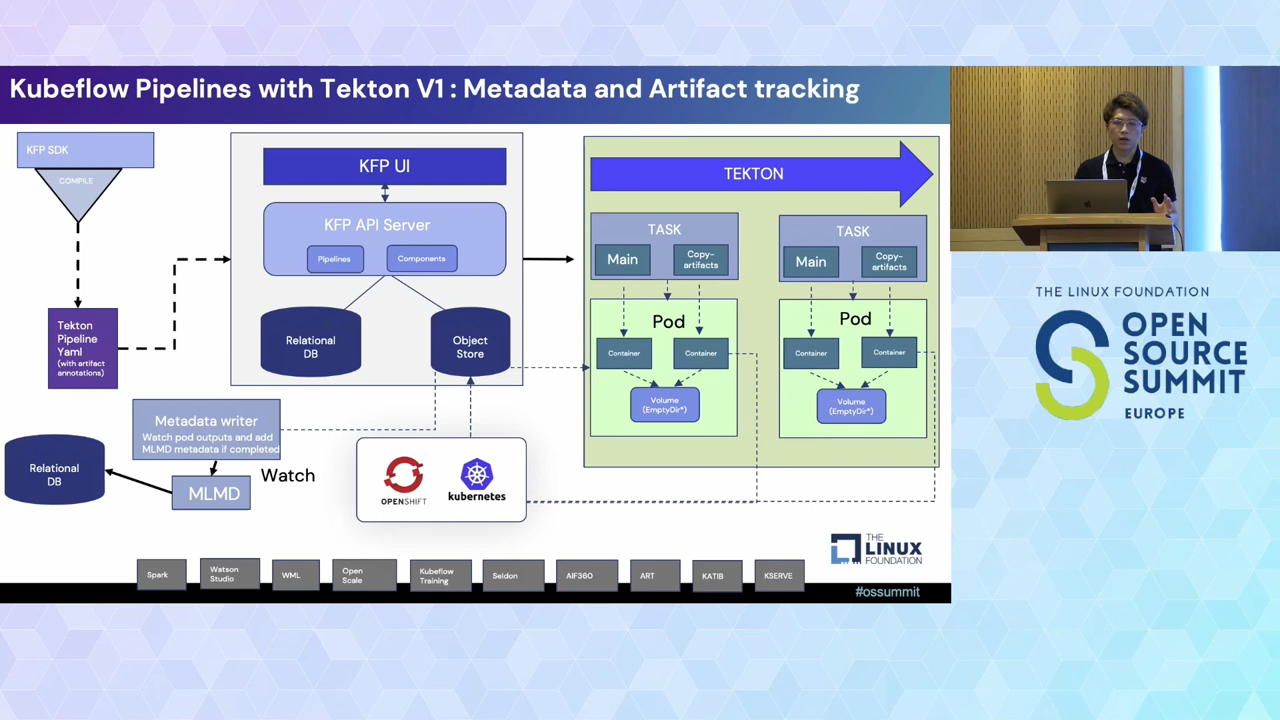 Kubeflow Pipelines with Tekton V1 : Metadata and Artifact tracking
KFP SDK
COMPILE
Tekton
Pipeline
Yaml
(with artifact
annotations)
KFP UI
KFP API Server
Pipelines
Components
Relational
DB
Object
Store
TEKTON
TASK
Main
Copy-
artifacts
Pod
Container
Container
Volume
(EmptyDir*)
TASK
Main
Copy-
artifacts
Pod
Container
Container
Volume
(EmptyDir*)
Metadata writer
Watch pod outputs and add
MLMD metadata if completed
Relational
DB
MLMD
Watch
OPENSHIFT
kubernetes
Spark
Watson
Studio
WML
Open
Scale
Kubeflow
Training
Seldon
AIF360
ART
KATIB
KSERVE
THE
LINUX
FOUNDATION
#ossummit
THE LINUX FOUNDATION
OPEN
SOURCE
SUMMIT
EUROPE